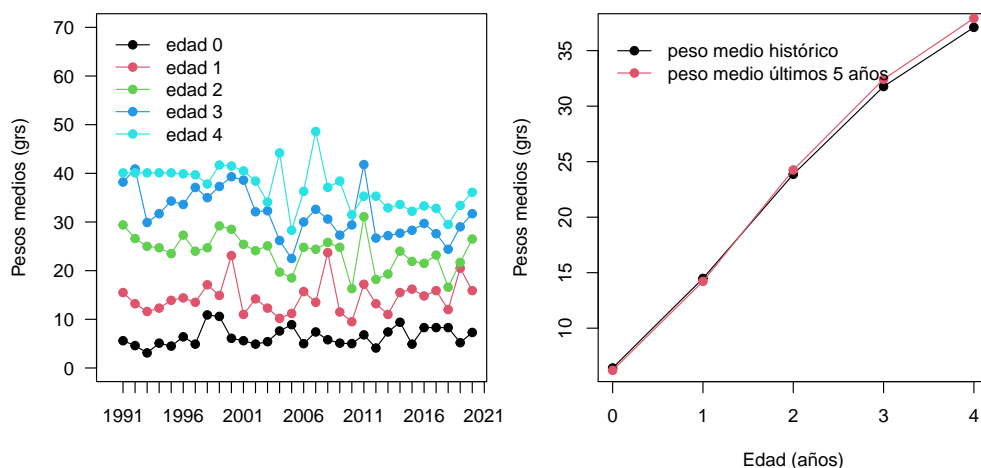 Pesos medios (grs)
70
60
50
40
30
20
10
0
edad 0
edad 1
edad 2
edad 3
edad 4
1991 1996 2001 2006 2011 2016 2021
Pesos medios (grs)
35
30
25
20
15
10
peso medio histórico
peso medio últimos 5 años
0 1 2 3 4
Edad (años)